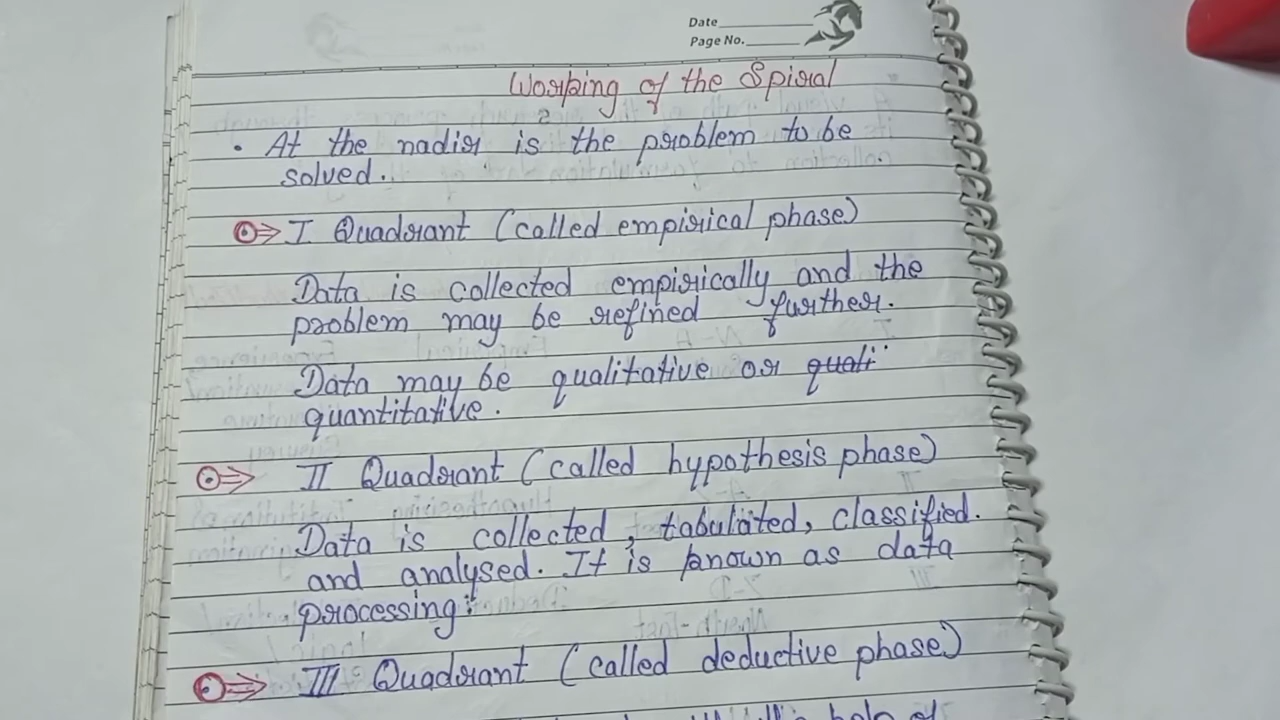 Date
Page No.
Working of the Spiral
• At the nadir is the problem to be
solved.
⊙⇒ I Quadrant (called empirical phase)
Data is collected empirically and the
problem may be refined further.
Data may be qualitative or quali
quantitative.
⊙⇒ II Quadrant (called hypothesis phase)
Data is collected, tabulated, classified.
and analysed. It is known as data
processing.
⊙⇒ III Quadrant (called deductive phase)
help of